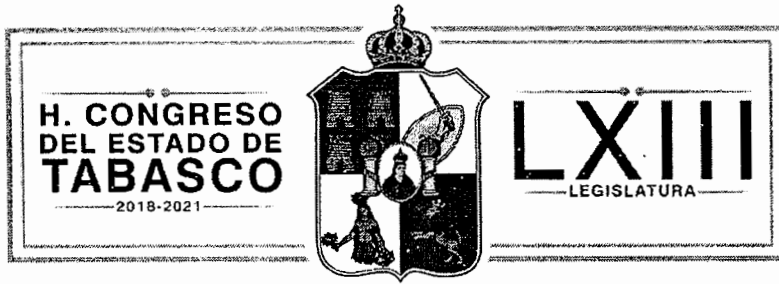 H. CONGRESO
DEL ESTADO DE
TABASCO
2018-2021
LXIII
LEGISLATURA